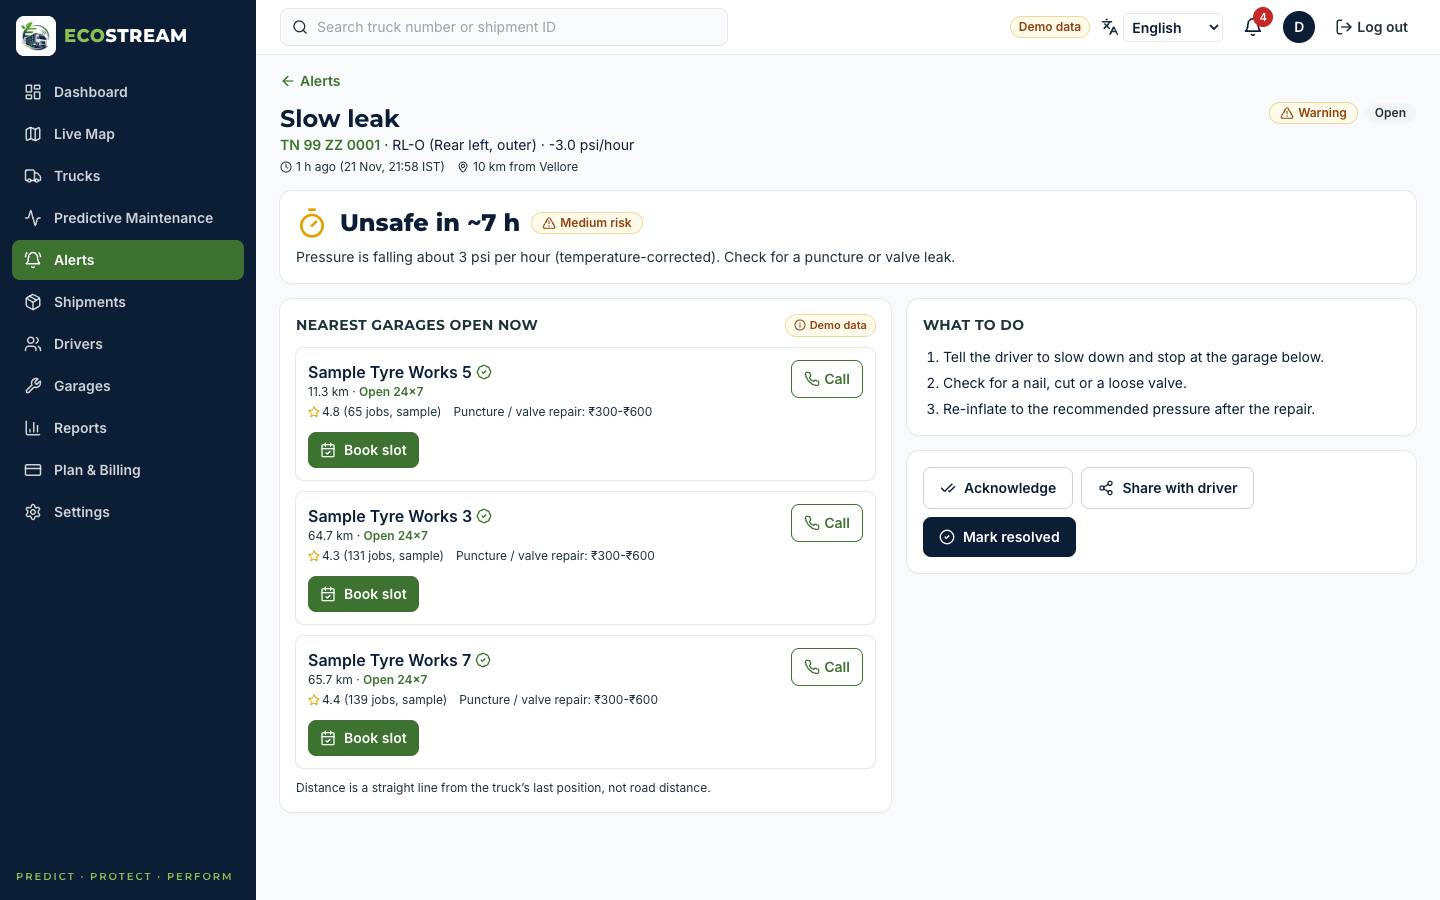 ECOSTREAM
Search truck number or shipment ID
Demo data
English
4
D
Log out
Dashboard
Live Map
Trucks
Predictive Maintenance
Alerts
Shipments
Drivers
Garages
Reports
Plan & Billing
Settings
PREDICT · PROTECT · PERFORM
Alerts
Slow leak
Warning
Open
TN 99 ZZ 0001 · RL-O (Rear left, outer) · -3.0 psi/hour
1 h ago (21 Nov, 21:58 IST) 10 km from Vellore
Unsafe in ~7 h
Medium risk
Pressure is falling about 3 psi per hour (temperature-corrected). Check for a puncture or valve leak.
NEAREST GARAGES OPEN NOW
Demo data
Sample Tyre Works 5
Call
11.3 km · Open 24×7
4.8 (65 jobs, sample) Puncture / valve repair: ₹300-₹600
Book slot
Sample Tyre Works 3
Call
64.7 km · Open 24×7
4.3 (131 jobs, sample) Puncture / valve repair: ₹300-₹600
Book slot
Sample Tyre Works 7
Call
65.7 km · Open 24×7
4.4 (139 jobs, sample) Puncture / valve repair: ₹300-₹600
Book slot
Distance is a straight line from the truck’s last position, not road distance.
WHAT TO DO
1. Tell the driver to slow down and stop at the garage below.
2. Check for a nail, cut or a loose valve.
3. Re-inflate to the recommended pressure after the repair.
Acknowledge
Share with driver
Mark resolved